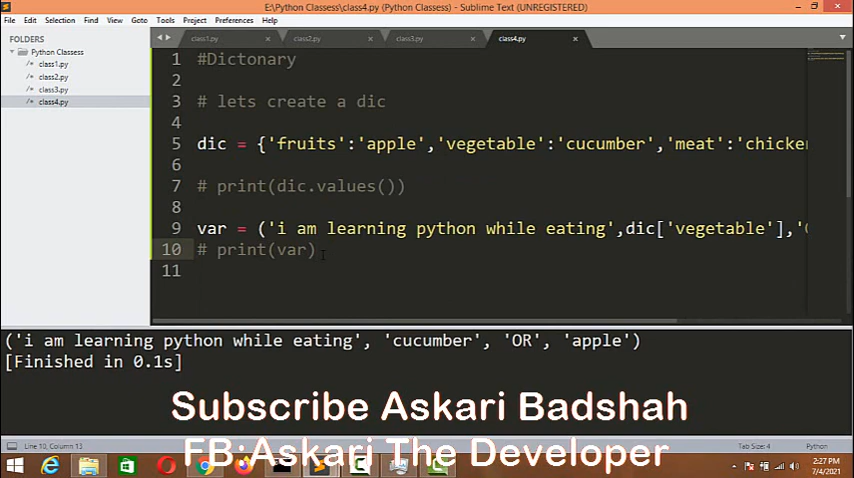 E:\Python Classess\class4.py (Python Classess) - Sublime Text (UNREGISTERED)
File Edit Selection Find View Goto Tools Project Preferences Help
FOLDERS
Python Classess
class1.py
class2.py
class3.py
class4.py
class1.py class2.py class3.py class4.py
1 #Dictonary
2
3 # lets create a dic
4
5 dic = {'fruits':'apple','vegetable':'cucumber','meat':'chicken
6
7 # print(dic.values())
8
9 var = ('i am learning python while eating',dic['vegetable'],'O
10 # print(var)
11
('i am learning python while eating', 'cucumber', 'OR', 'apple')
[Finished in 0.1s]
Subscribe Askari Badshah
FB:Askari The Developer
Line 10, Column 13 Tab Size: 4 Python
2:27 PM
7/4/2021